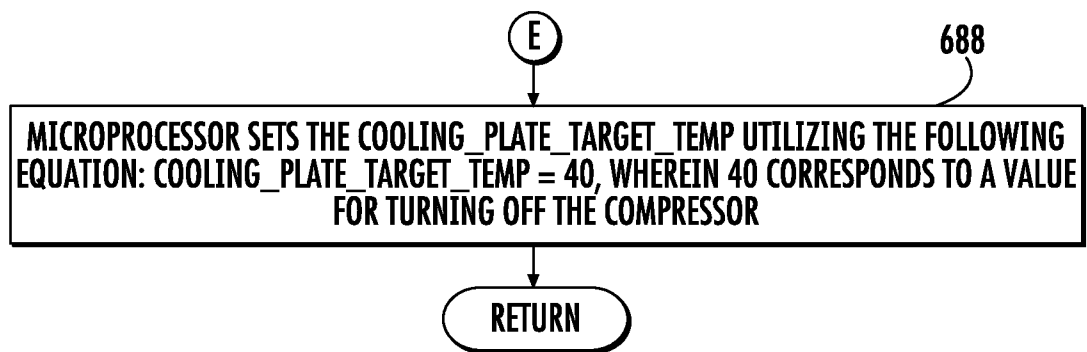 E
688
MICROPROCESSOR SETS THE COOLING_PLATE_TARGET_TEMP UTILIZING THE FOLLOWING
EQUATION: COOLING_PLATE_TARGET_TEMP = 40, WHEREIN 40 CORRESPONDS TO A VALUE
FOR TURNING OFF THE COMPRESSOR
RETURN